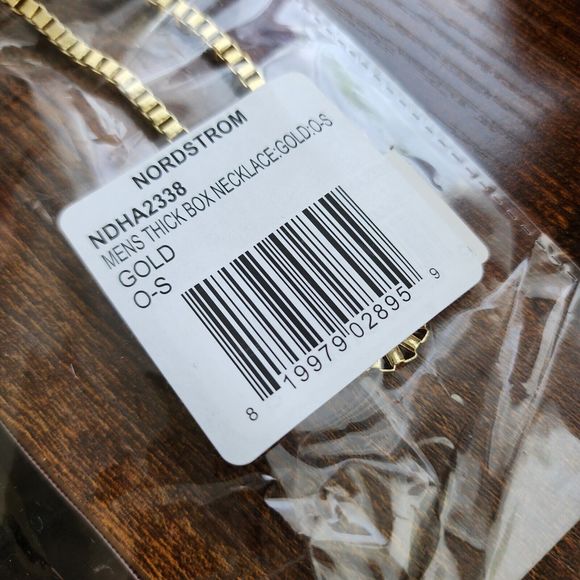 NORDSTROM
NDHA2338
MENS THICK BOX NECKLACE:GOLD:O-S
GOLD
O-S
8 19979 02895 9